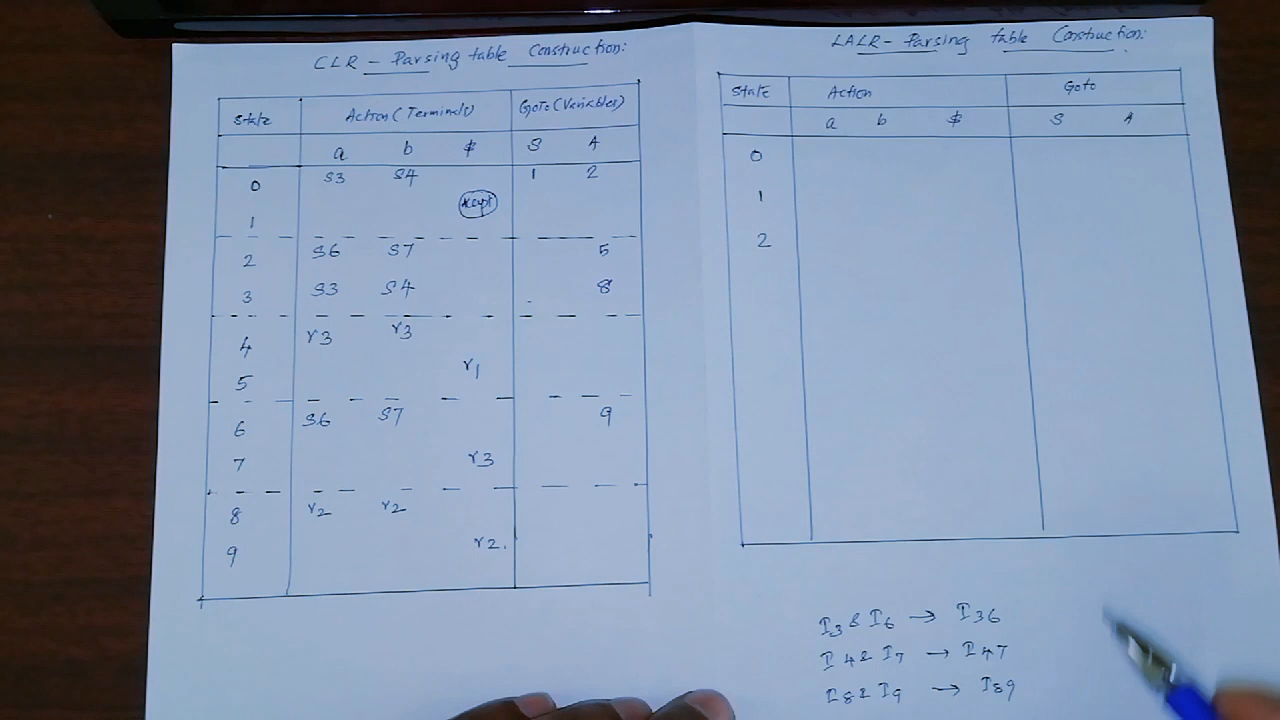 CLR - Parsing table Construction:
State Action (Terminals) GoTo (Variables)
a b $ S A
0 S3 S4 1 2
1 Accept
2 S6 S7 5
3 S3 S4 8
4 r3 r3
5 r1
6 S6 S7 9
7 r3
8 r2 r2
9 r2.
LALR - Parsing table Construction:
State Action Goto
a b $ S A
0
1
2
I3 & I6 → I36
I4 & I7 → I47
I8 & I9 → I89